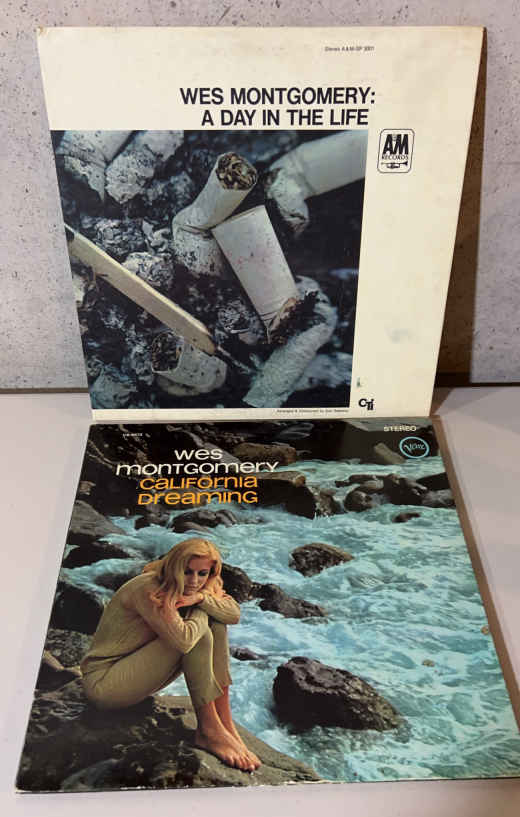 Stereo A&M-SP 3001
WES MONTGOMERY:
A DAY IN THE LIFE
A&M
RECORDS
CTi
STEREO
Verve
wes
montgomery
CALIFORNIA
Dreaming